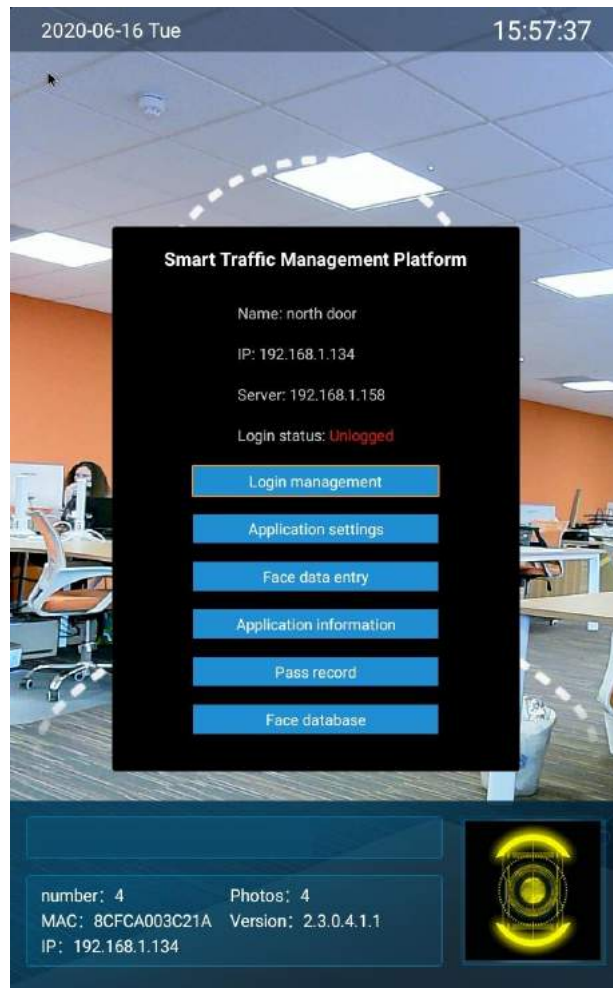 2020-06-16 Tue 15:57:37
Smart Traffic Management Platform
Name: north door
IP: 192.168.1.134
Server: 192.168.1.158
Login status: Unlogged
Login management
Application settings
Face data entry
Application information
Pass record
Face database
number: 4 Photos: 4
MAC: 8CFCA003C21A Version: 2.3.0.4.1.1
IP: 192.168.1.134